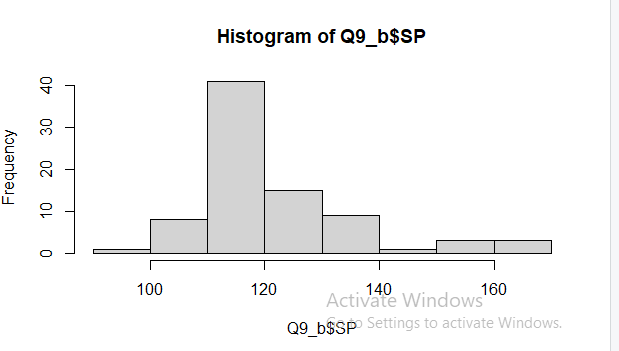 Histogram of Q9_b$SP
Frequency
40
30
20
10
0
100 120 140 160
Q9_b$SP
Activate Windows
Go to Settings to activate Windows.